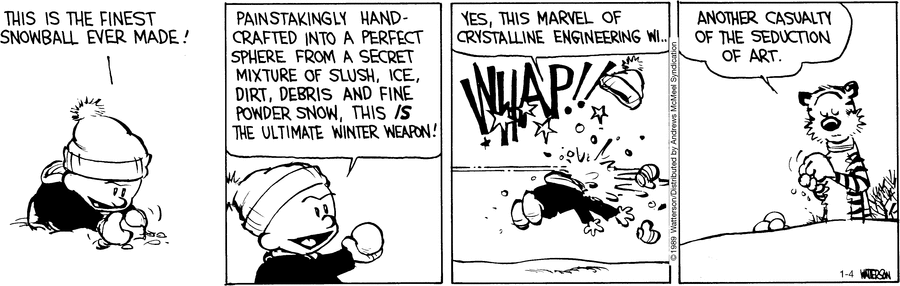 THIS IS THE FINEST
SNOWBALL EVER MADE!
PAINSTAKINGLY HAND-
CRAFTED INTO A PERFECT
SPHERE FROM A SECRET
MIXTURE OF SLUSH, ICE,
DIRT, DEBRIS AND FINE
POWDER SNOW, THIS IS
THE ULTIMATE WINTER WEAPON!
YES, THIS MARVEL OF
CRYSTALLINE ENGINEERING WI..
WHAP!!
©1989 Watterson/Distributed by Andrews McMeel Syndication
ANOTHER CASUALTY
OF THE SEDUCTION
OF ART.
1-4 WATTERSON